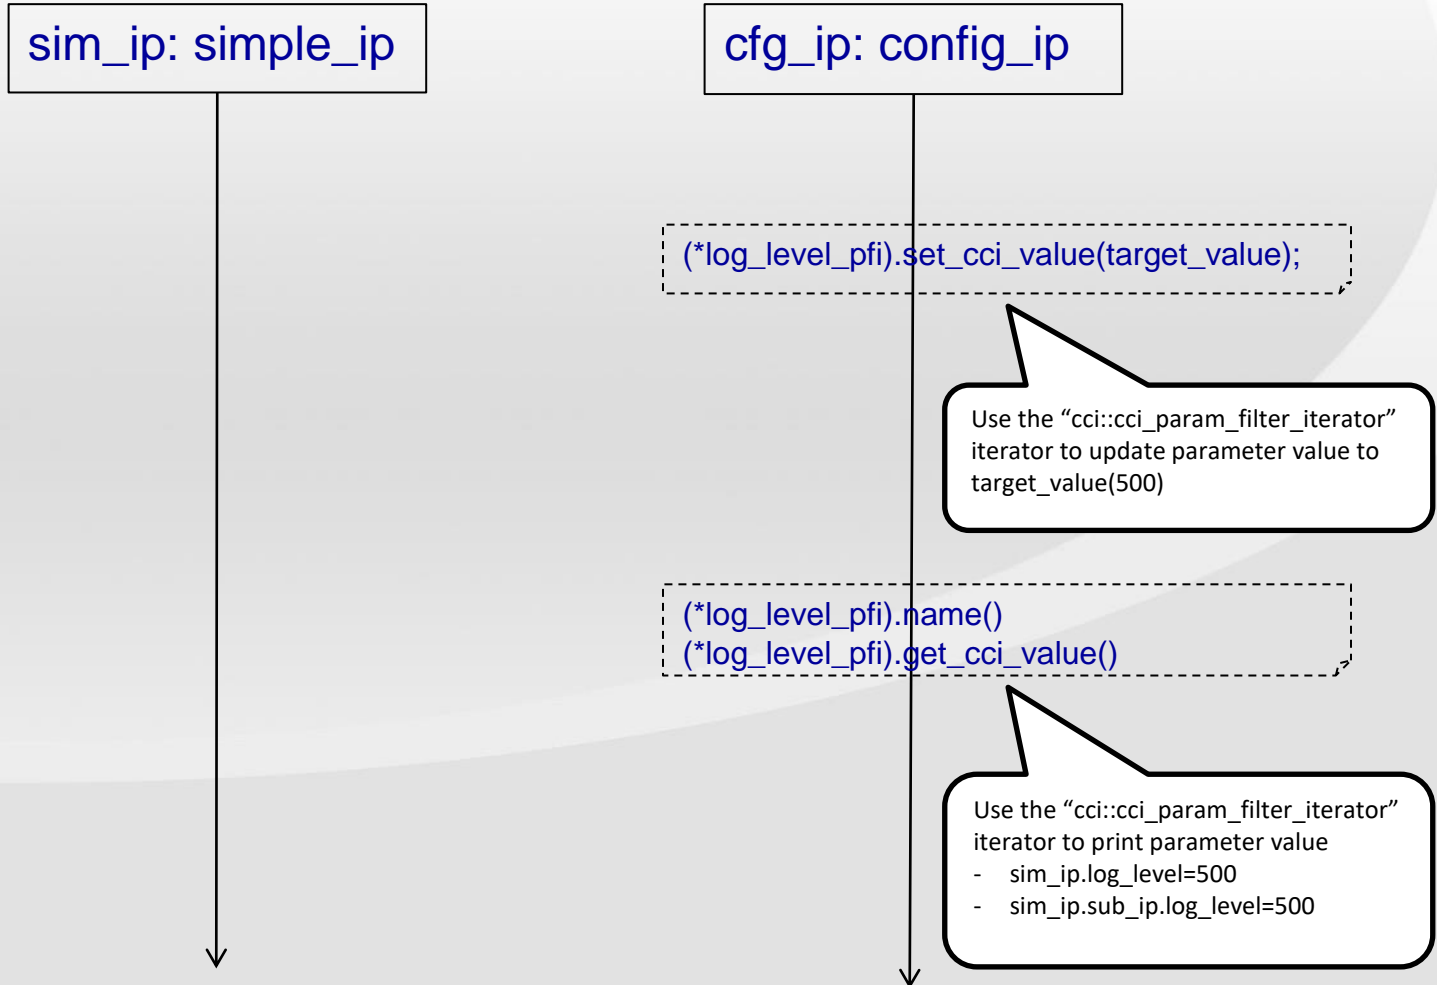 sim_ip: simple_ip
cfg_ip: config_ip
(*log_level_pfi).set_cci_value(target_value);
Use the “cci::cci_param_filter_iterator”
iterator to update parameter value to
target_value(500)
(*log_level_pfi).name()
(*log_level_pfi).get_cci_value()
Use the “cci::cci_param_filter_iterator”
iterator to print parameter value
- sim_ip.log_level=500
- sim_ip.sub_ip.log_level=500